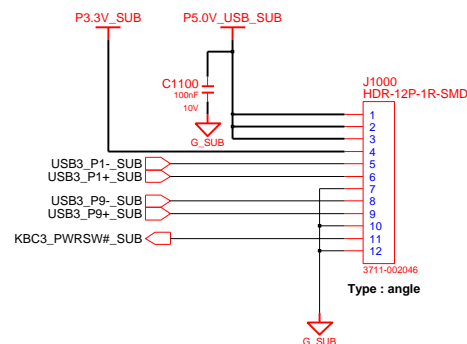 P3.3V_SUB
P5.0V_USB_SUB
C1100
100nF
10V
G_SUB
J1000
HDR-12P-1R-SMD
1
2
3
4
USB3_P1-_SUB
5
USB3_P1+_SUB
6
7
USB3_P9-_SUB
8
USB3_P9+_SUB
9
10
KBC3_PWRSW#_SUB
11
12
3711-002046
Type : angle
G_SUB